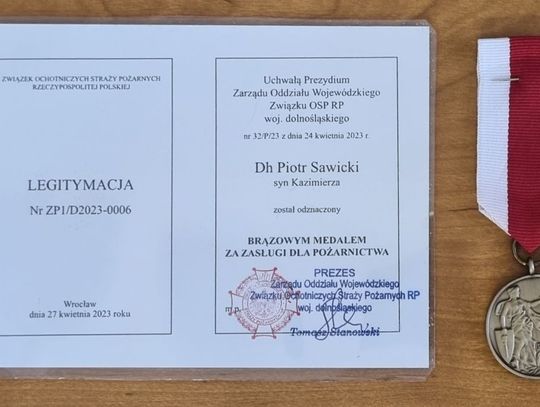 ZWIĄZEK OCHOTNICZYCH STRAŻY POŻARNYCH
RZECZYPOSPOLITEJ POLSKIEJ
LEGITYMACJA
Nr ZP1/D2023-0006
Wrocław
dnia 27 kwietnia 2023 roku
Uchwałą Prezydium
Zarządu Oddziału Wojewódzkiego
Związku OSP RP
woj. dolnośląskiego
nr 32/P/23 z dnia 24 kwietnia 2023 r.
Dh Piotr Sawicki
syn Kazimierza
został odznaczony
BRĄZOWYM MEDALEM
ZA ZASŁUGI DLA POŻARNICTWA
PREZES
Zarządu Oddziału Wojewódzkiego
Związku Ochotniczych Straży Pożarnych RP
woj. dolnośląskiego
m.p.
Tomasz Stanowski